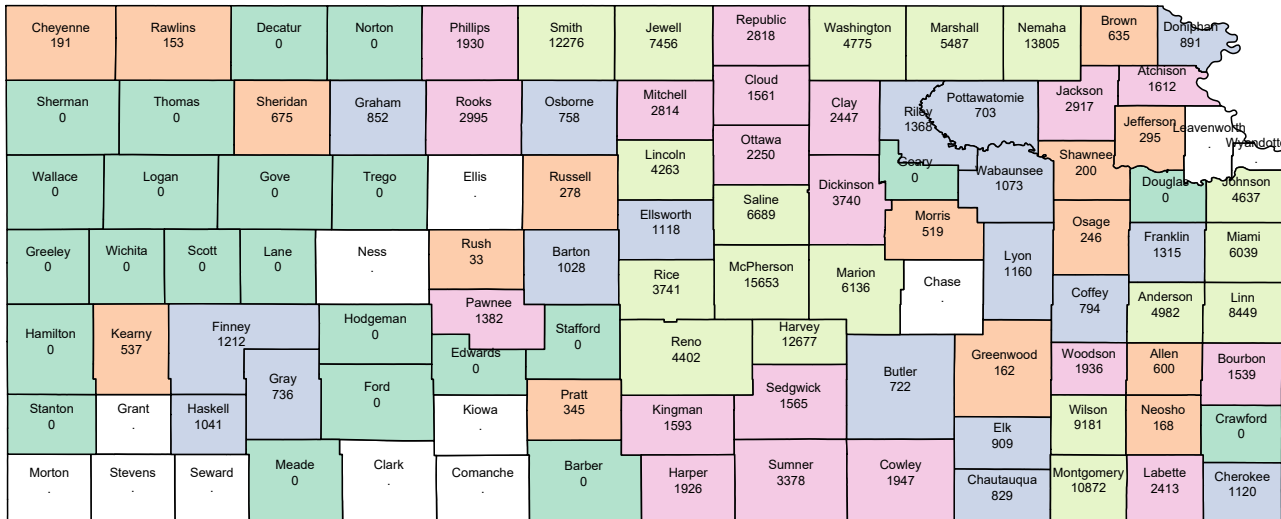 Cheyenne
191
Rawlins
153
Decatur
0
Norton
0
Phillips
1930
Smith
12276
Jewell
7456
Republic
2818
Washington
4775
Marshall
5487
Nemaha
13805
Brown
635
Doniphan
891
Sherman
0
Thomas
0
Sheridan
675
Graham
852
Rooks
2995
Osborne
758
Mitchell
2814
Cloud
1561
Clay
2447
Riley
1368
Pottawatomie
703
Jackson
2917
Atchison
1612
Jefferson
295
Leavenworth
.
Wyandotte
.
Wallace
0
Logan
0
Gove
0
Trego
0
Ellis
.
Russell
278
Lincoln
4263
Ottawa
2250
Saline
6689
Dickinson
3740
Geary
0
Wabaunsee
1073
Shawnee
200
Douglas
0
Johnson
4637
Greeley
0
Wichita
0
Scott
0
Lane
0
Ness
.
Rush
33
Barton
1028
Ellsworth
1118
Rice
3741
McPherson
15653
Marion
6136
Morris
519
Chase
.
Lyon
1160
Osage
246
Franklin
1315
Miami
6039
Hamilton
0
Kearny
537
Finney
1212
Hodgeman
0
Pawnee
1382
Edwards
0
Stafford
0
Reno
4402
Harvey
12677
Butler
722
Greenwood
162
Coffey
794
Anderson
4982
Linn
8449
Gray
736
Ford
0
Pratt
345
Kingman
1593
Sedgwick
1565
Woodson
1936
Allen
600
Bourbon
1539
Stanton
0
Grant
.
Haskell
1041
Kiowa
.
Elk
909
Wilson
9181
Neosho
168
Crawford
0
Morton
.
Stevens
.
Seward
.
Meade
0
Clark
.
Comanche
.
Barber
0
Harper
1926
Sumner
3378
Cowley
1947
Chautauqua
829
Montgomery
10872
Labette
2413
Cherokee
1120